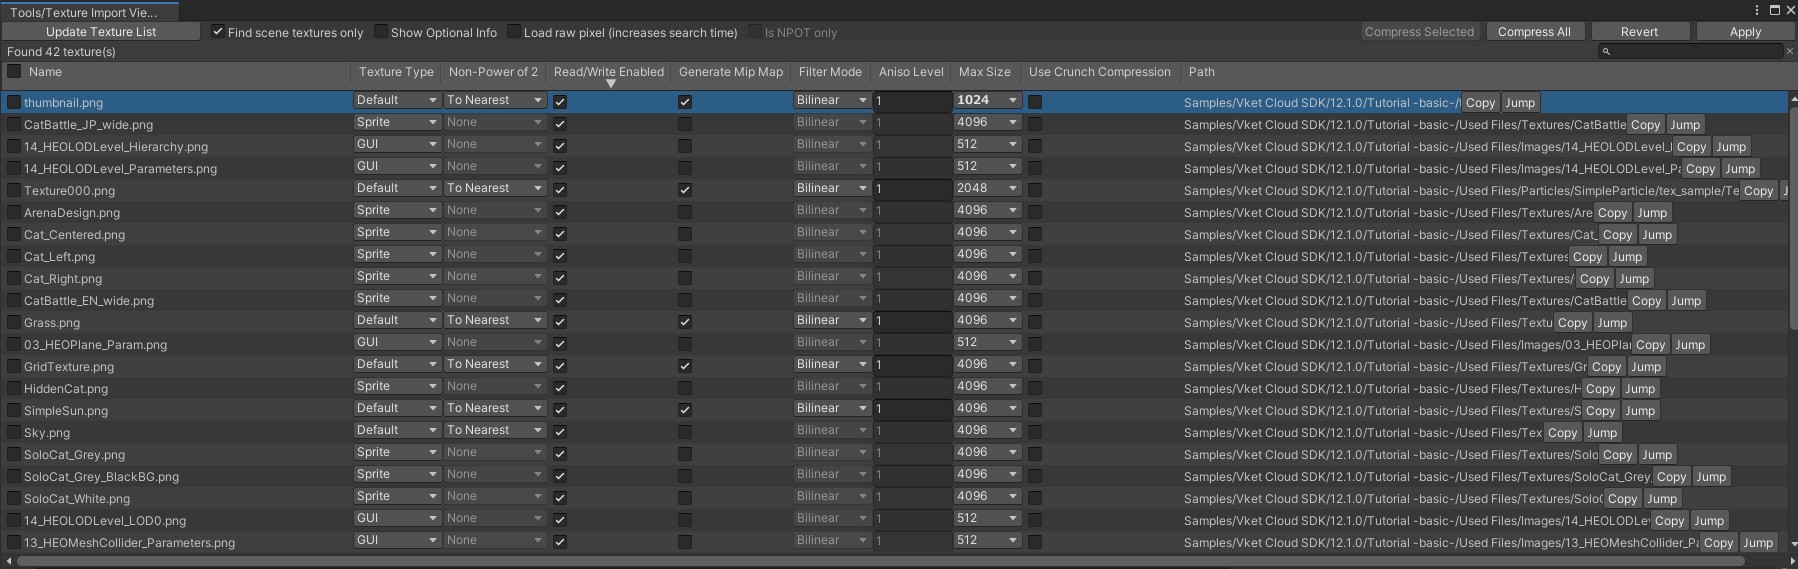 Tools/Texture Import Vie...
Update Texture List Find scene textures only Show Optional Info Load raw pixel (increases search time) Is NPOT only Compress Selected Compress All Revert Apply
Found 42 texture(s)
Name Texture Type Non-Power of 2 Read/Write Enabled Generate Mip Map Filter Mode Aniso Level Max Size Use Crunch Compression Path
thumbnail.png Default To Nearest Bilinear 1 1024 Samples/Vket Cloud SDK/12.1.0/Tutorial -basic-/ Copy Jump
CatBattle_JP_wide.png Sprite None Bilinear 1 4096 Samples/Vket Cloud SDK/12.1.0/Tutorial -basic-/Used Files/Textures/CatBattle Copy Jump
14_HEOLODLevel_Hierarchy.png GUI None Bilinear 1 512 Samples/Vket Cloud SDK/12.1.0/Tutorial -basic-/Used Files/Images/14_HEOLODLevel_ Copy Jump
14_HEOLODLevel_Parameters.png GUI None Bilinear 1 512 Samples/Vket Cloud SDK/12.1.0/Tutorial -basic-/Used Files/Images/14_HEOLODLevel_Pa Copy Jump
Texture000.png Default To Nearest Bilinear 1 2048 Samples/Vket Cloud SDK/12.1.0/Tutorial -basic-/Used Files/Particles/SimpleParticle/tex_sample/Te Copy J
ArenaDesign.png Sprite None Bilinear 1 4096 Samples/Vket Cloud SDK/12.1.0/Tutorial -basic-/Used Files/Textures/Are Copy Jump
Cat_Centered.png Sprite None Bilinear 1 4096 Samples/Vket Cloud SDK/12.1.0/Tutorial -basic-/Used Files/Textures/Cat_ Copy Jump
Cat_Left.png Sprite None Bilinear 1 4096 Samples/Vket Cloud SDK/12.1.0/Tutorial -basic-/Used Files/Textures Copy Jump
Cat_Right.png Sprite None Bilinear 1 4096 Samples/Vket Cloud SDK/12.1.0/Tutorial -basic-/Used Files/Textures/ Copy Jump
CatBattle_EN_wide.png Sprite None Bilinear 1 4096 Samples/Vket Cloud SDK/12.1.0/Tutorial -basic-/Used Files/Textures/CatBattle Copy Jump
Grass.png Default To Nearest Bilinear 1 4096 Samples/Vket Cloud SDK/12.1.0/Tutorial -basic-/Used Files/Textu Copy Jump
03_HEOPlane_Param.png GUI None Bilinear 1 512 Samples/Vket Cloud SDK/12.1.0/Tutorial -basic-/Used Files/Images/03_HEOPla Copy Jump
GridTexture.png Default To Nearest Bilinear 1 4096 Samples/Vket Cloud SDK/12.1.0/Tutorial -basic-/Used Files/Textures/Gr Copy Jump
HiddenCat.png Sprite None Bilinear 1 4096 Samples/Vket Cloud SDK/12.1.0/Tutorial -basic-/Used Files/Textures/H Copy Jump
SimpleSun.png Default To Nearest Bilinear 1 4096 Samples/Vket Cloud SDK/12.1.0/Tutorial -basic-/Used Files/Textures/S Copy Jump
Sky.png Default To Nearest Bilinear 1 4096 Samples/Vket Cloud SDK/12.1.0/Tutorial -basic-/Used Files/Tex Copy Jump
SoloCat_Grey.png Sprite None Bilinear 1 4096 Samples/Vket Cloud SDK/12.1.0/Tutorial -basic-/Used Files/Textures/Solo Copy Jump
SoloCat_Grey_BlackBG.png Sprite None Bilinear 1 4096 Samples/Vket Cloud SDK/12.1.0/Tutorial -basic-/Used Files/Textures/SoloCat_Grey_ Copy Jump
SoloCat_White.png Sprite None Bilinear 1 4096 Samples/Vket Cloud SDK/12.1.0/Tutorial -basic-/Used Files/Textures/Solo Copy Jump
14_HEOLODLevel_LOD0.png GUI None Bilinear 1 512 Samples/Vket Cloud SDK/12.1.0/Tutorial -basic-/Used Files/Images/14_HEOLODLe Copy Jump
13_HEOMeshCollider_Parameters.png GUI None Bilinear 1 512 Samples/Vket Cloud SDK/12.1.0/Tutorial -basic-/Used Files/Images/13_HEOMeshCollider_Pa Copy Jump